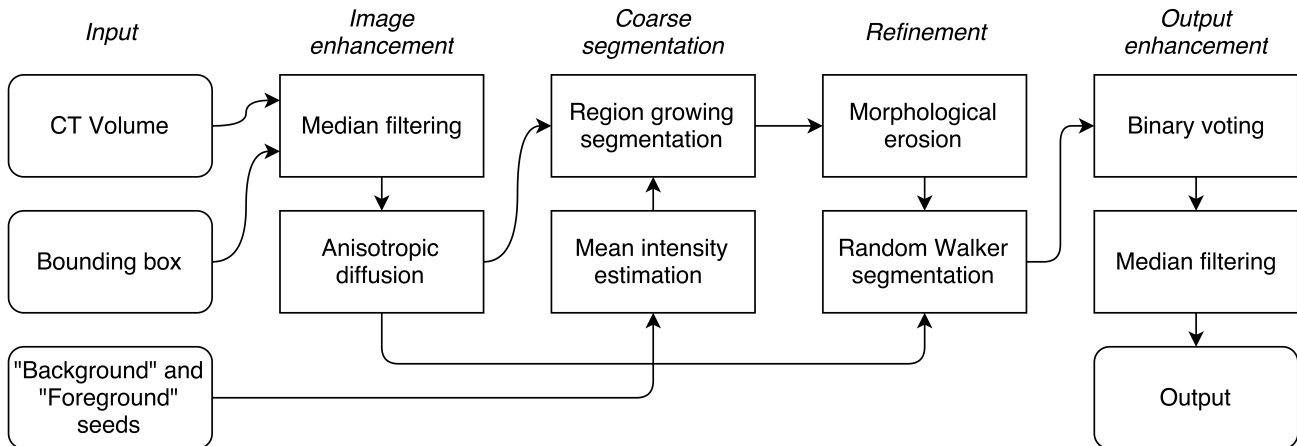 Input
Image
enhancement
Coarse
segmentation
Refinement
Output
enhancement
CT Volume
Median filtering
Region growing
segmentation
Morphological
erosion
Binary voting
Bounding box
Anisotropic
diffusion
Mean intensity
estimation
Random Walker
segmentation
Median filtering
"Background" and
"Foreground"
seeds
Output